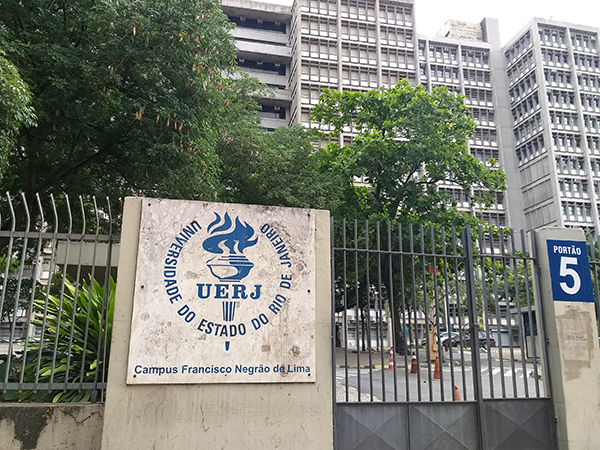 UNIVERSIDADE DO ESTADO DO RIO DE JANEIRO
UERJ
Campus Francisco Negrão de Lima
PORTÃO
5